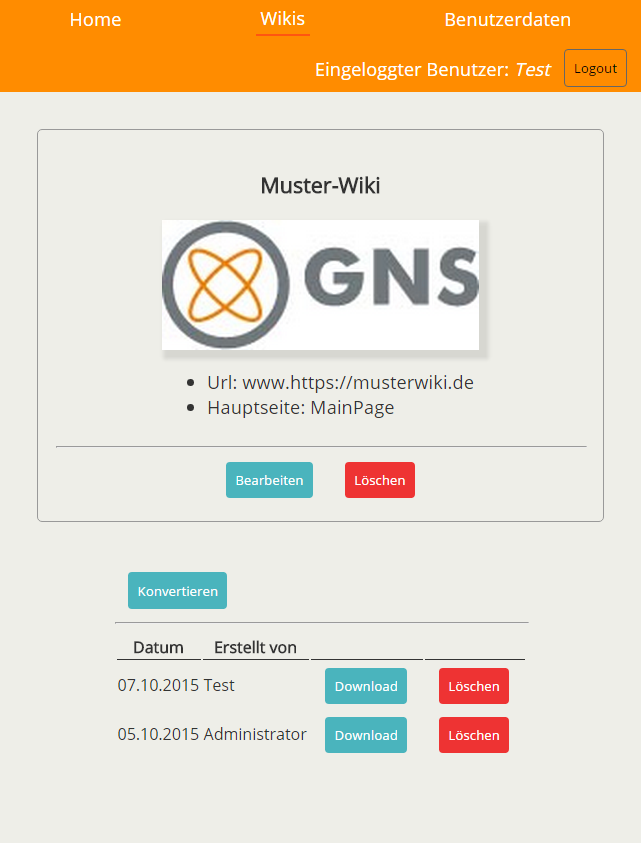 Home Wikis Benutzerdaten
Eingeloggter Benutzer: Test Logout
Muster-Wiki
GNS
Url: www.https://musterwiki.de
Hauptseite: MainPage
Bearbeiten Löschen
Konvertieren
Datum Erstellt von
07.10.2015 Test Download Löschen
05.10.2015 Administrator Download Löschen